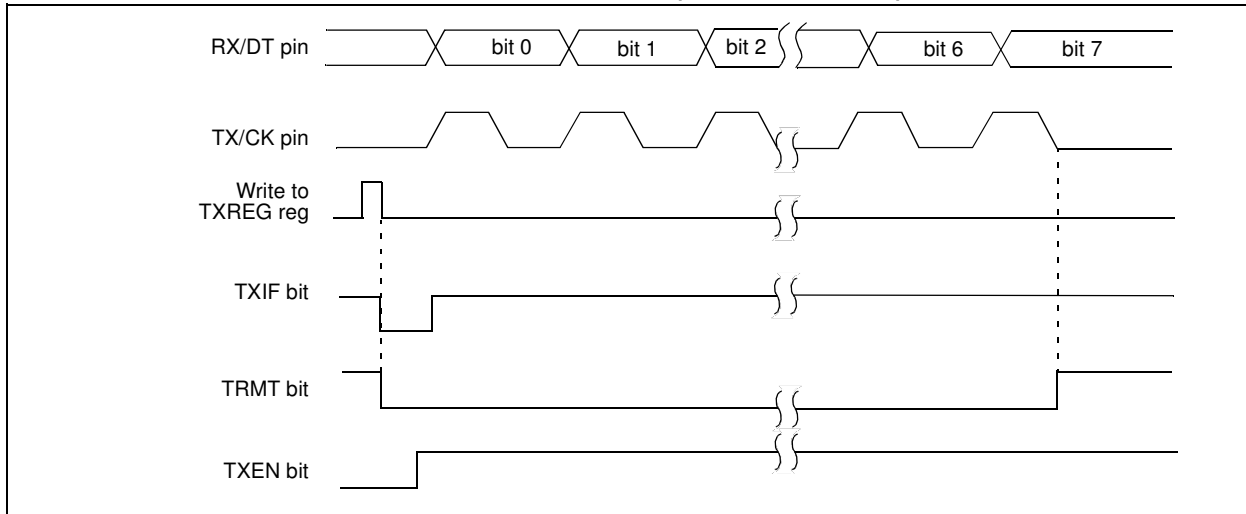 RX/DT pin
bit 0
bit 1
bit 2
bit 6
bit 7
TX/CK pin
Write to
TXREG reg
TXIF bit
TRMT bit
TXEN bit